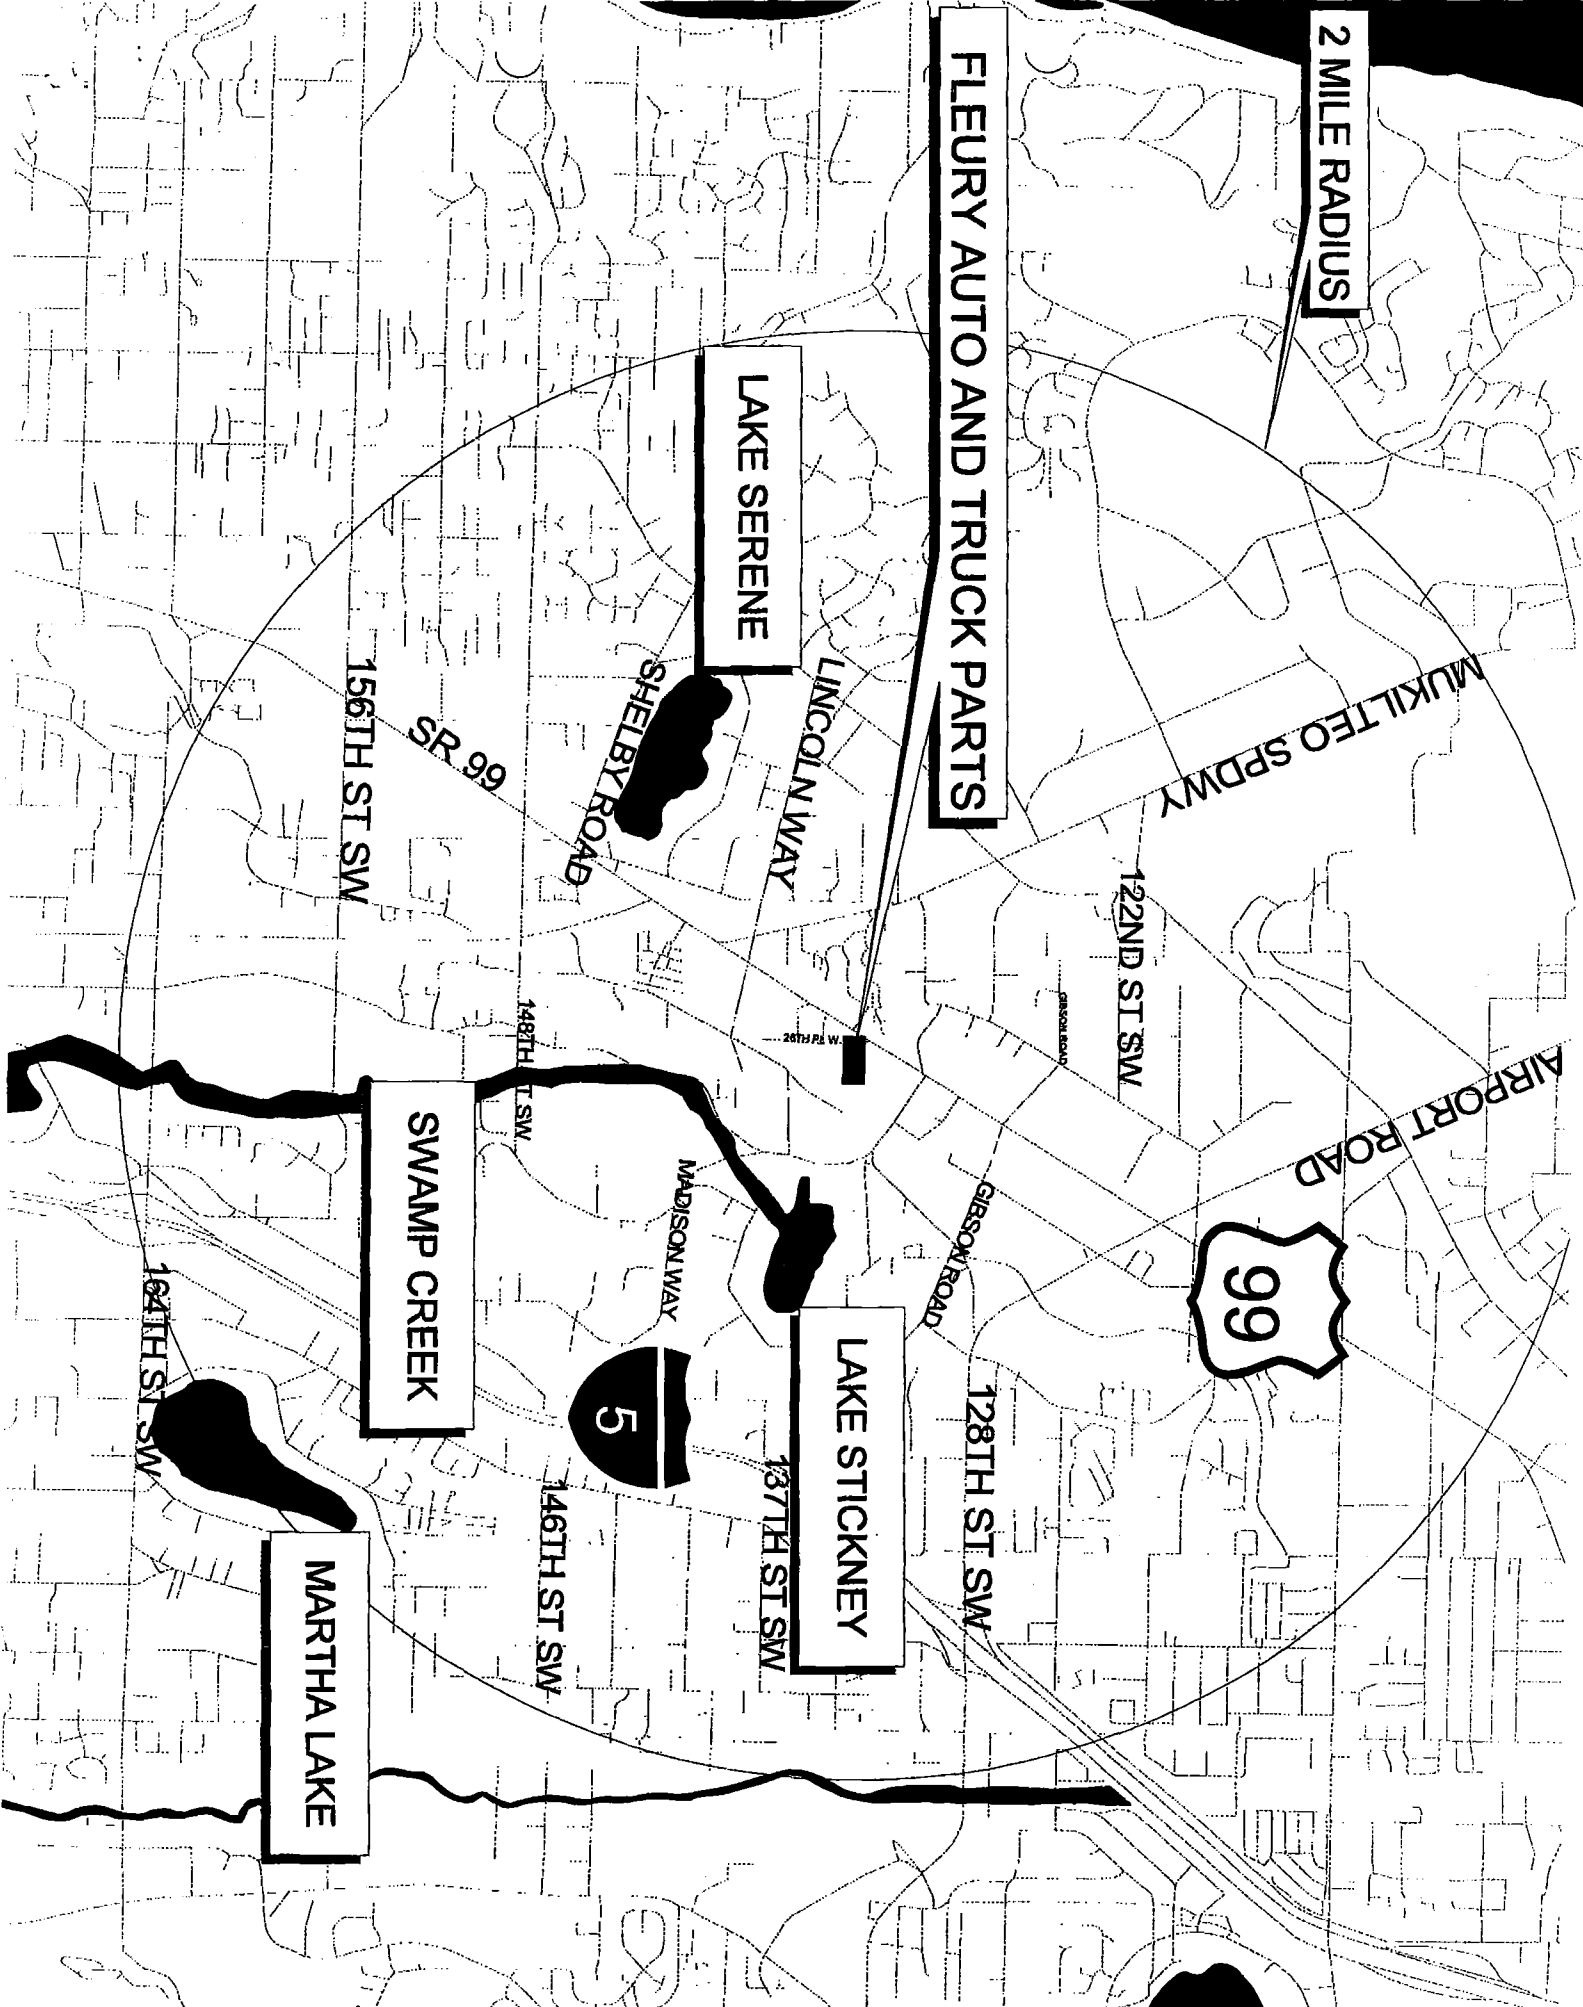 2 MILE RADIUS
FLEURY AUTO AND TRUCK PARTS
LAKE SERENE
MUKILTEO SPDWY
LINCOLN WAY
SHELBY ROAD
SR 99
156TH ST SW
122ND ST SW
GIBSON ROAD
26TH PL W
148TH ST SW
AIRPORT ROAD
99
SWAMP CREEK
MADISON WAY
GIBSON ROAD
LAKE STICKNEY
5
128TH ST SW
137TH ST SW
146TH ST SW
164TH ST SW
MARTHA LAKE